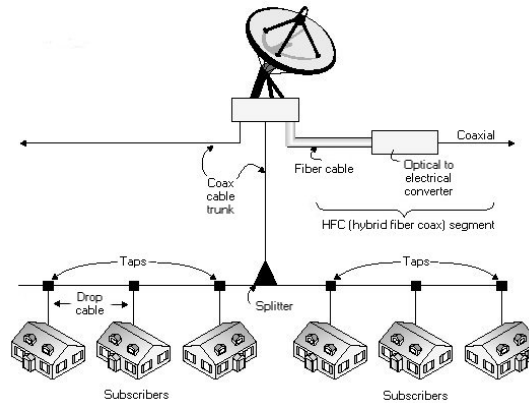 Coaxial
Coax
cable
trunk
Fiber cable
Optical to
electrical
converter
HFC (hybrid fiber coax) segment
Taps
Taps
Drop
cable
Splitter
Subscribers
Subscribers